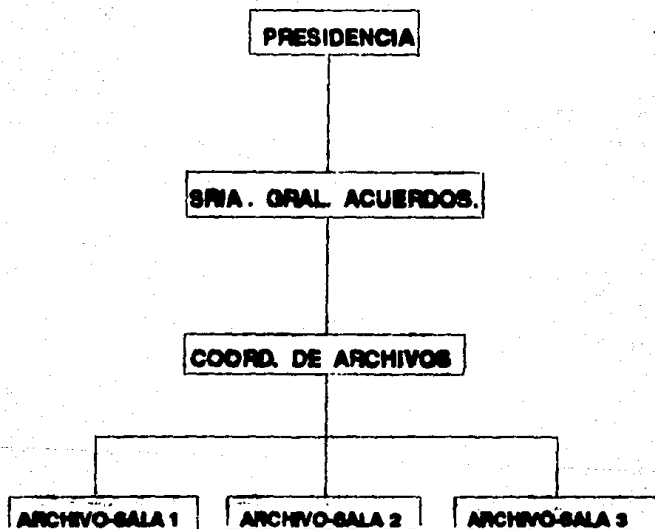 PRESIDENCIA
SRIA. GRAL. ACUERDOS.
COORD. DE ARCHIVOS
ARCHIVO-SALA 1
ARCHIVO-SALA 2
ARCHIVO-SALA 3